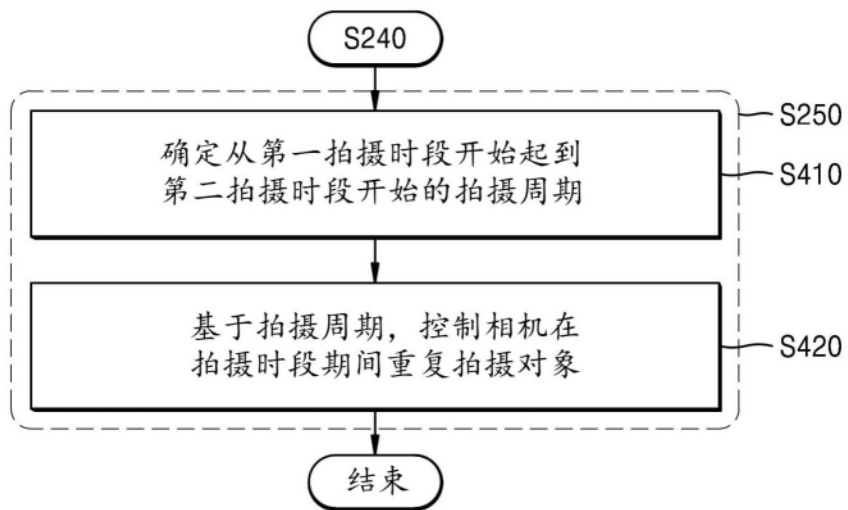 S240
S250
确定从第一拍摄时段开始起到
第二拍摄时段开始的拍摄周期
S410
基于拍摄周期，控制相机在
拍摄时段期间重复拍摄对象
S420
结束